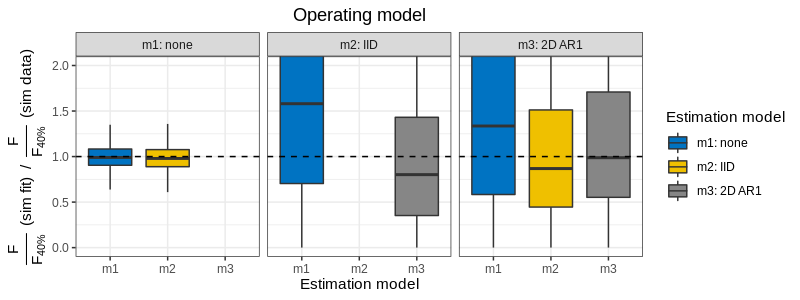 Operating model
m1: none
m2: IID
m3: 2D AR1
F/F40% (sim fit) / F/F40% (sim data)
2.0
1.5
1.0
0.5
0.0
m1 m2 m3
m1 m2 m3
m1 m2 m3
Estimation model
Estimation model
m1: none
m2: IID
m3: 2D AR1